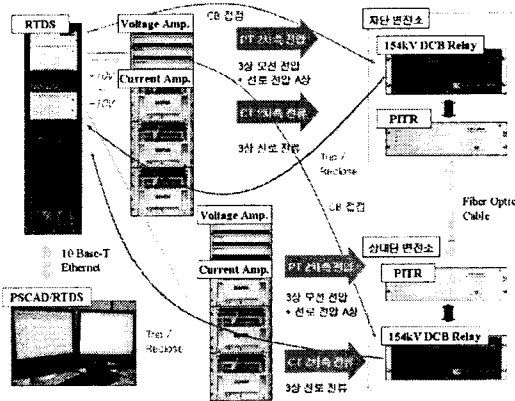 RTDS
Voltage Amp.
CB 접점
PT 2차측 전압
자단 변전소
154kV DCB Relay
Current Amp.
3상 모선 전압
+ 선로 전압 A상
CT 2차측 전류
PITR
3상 선로 전류
Trip /
Reclose
Voltage Amp.
CB 접점
Fiber Optic
Cable
상대단 변전소
10 Base-T
Ethernet
Current Amp.
PT 2차측 전압
PITR
PSCAD/RTDS
3상 모선 전압
+ 선로 전압 A상
Trip /
Reclose
154kV DCB Relay
CT 2차측 전류
3상 선로 전류